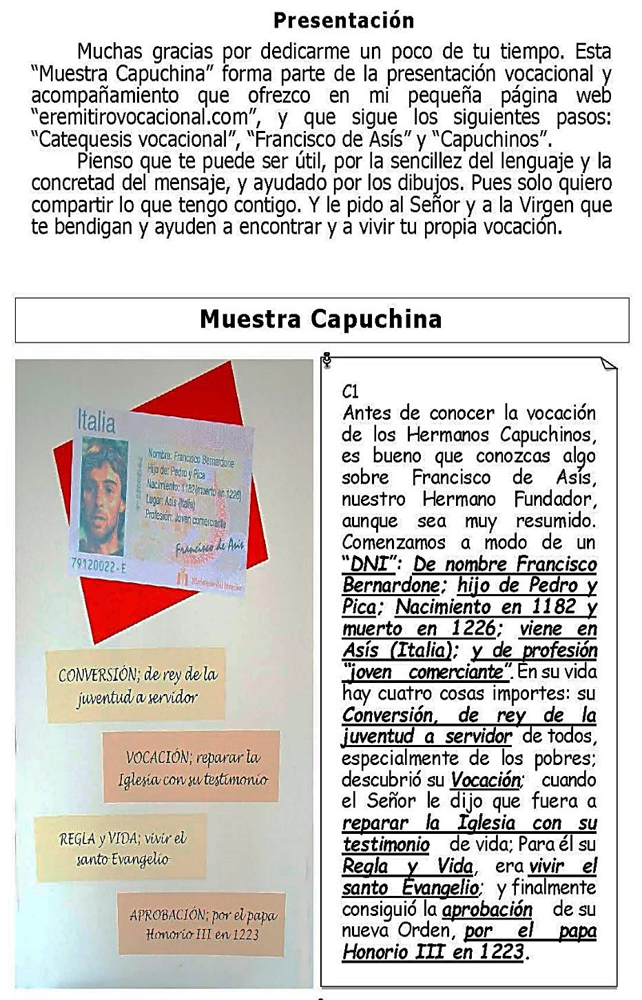 Presentación
Muchas gracias por dedicarme un poco de tu tiempo. Esta
“Muestra Capuchina” forma parte de la presentación vocacional y
acompañamiento que ofrezco en mi pequeña página web
“eremitirovocacional.com”, y que sigue los siguientes pasos:
“Catequesis vocacional”, “Francisco de Asís” y “Capuchinos”.
Pienso que te puede ser útil, por la sencillez del lenguaje y la
concretad del mensaje, y ayudado por los dibujos. Pues solo quiero
compartir lo que tengo contigo. Y le pido al Señor y a la Virgen que
te bendigan y ayuden a encontrar y a vivir tu propia vocación.
Muestra Capuchina
Italia
Nombre: Francisco Bernardone
Hijo de: Pedro y Pica
Nacimiento: 1182 (muerto en 1226)
Lugar: Asís (Italia)
Profesión: Joven comerciante
Francisco de Asís
79120022-E
Ministerio del Interior
CONVERSIÓN; de rey de la
juventud a servidor
VOCACIÓN; reparar la
Iglesia con su testimonio
REGLA y VIDA; vivir el
santo Evangelio
APROBACIÓN; por el papa
Honorio III en 1223
C1
Antes de conocer la vocación
de los Hermanos Capuchinos,
es bueno que conozcas algo
sobre Francisco de Asís,
nuestro Hermano Fundador,
aunque sea muy resumido.
Comenzamos a modo de un
“DNI”: De nombre Francisco
Bernardone; hijo de Pedro y
Pica; Nacimiento en 1182 y
muerto en 1226; viene en
Asís (Italia); y de profesión
“joven comerciante”. En su vida
hay cuatro cosas importes: su
Conversión, de rey de la
juventud a servidor de todos,
especialmente de los pobres;
descubrió su Vocación; cuando
el Señor le dijo que fuera a
reparar la Iglesia con su
testimonio de vida; Para él su
Regla y Vida, era vivir el
santo Evangelio; y finalmente
consiguió la aprobación de su
nueva Orden, por el papa
Honorio III en 1223.